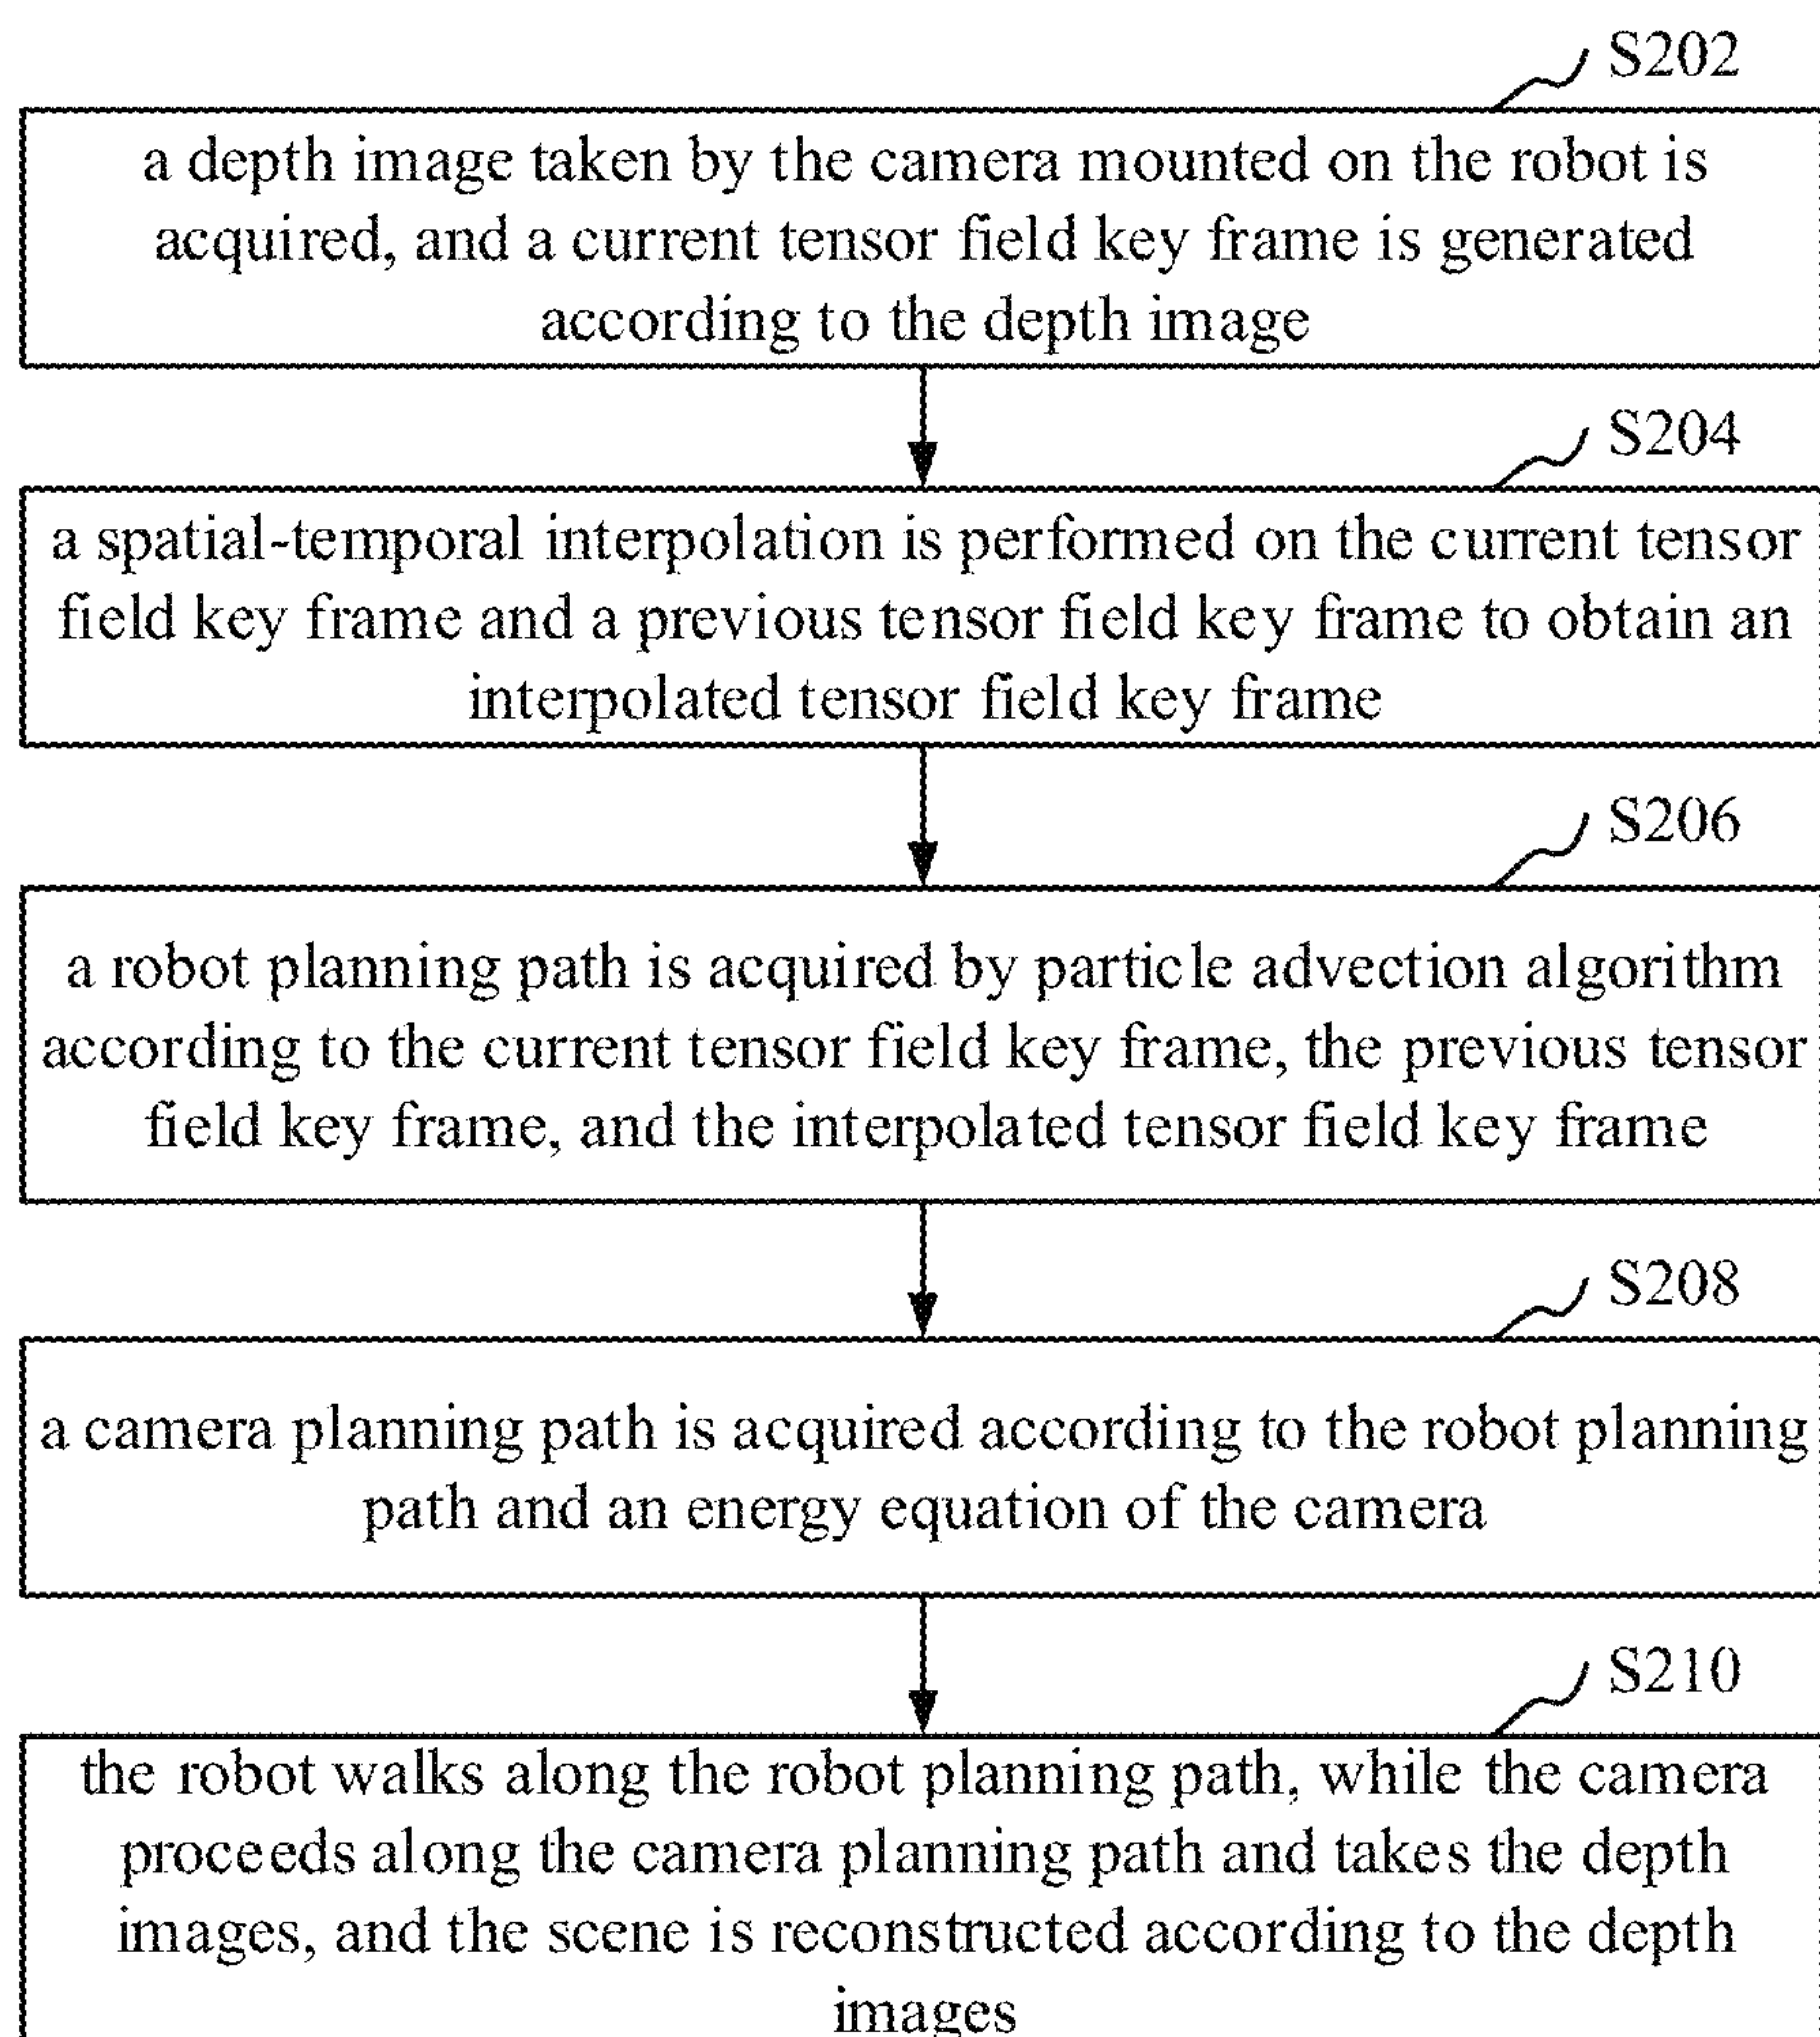 S202
a depth image taken by the camera mounted on the robot is
acquired, and a current tensor field key frame is generated
according to the depth image
S204
a spatial-temporal interpolation is performed on the current tensor
field key frame and a previous tensor field key frame to obtain an
interpolated tensor field key frame
S206
a robot planning path is acquired by particle advection algorithm
according to the current tensor field key frame, the previous tensor
field key frame, and the interpolated tensor field key frame
S208
a camera planning path is acquired according to the robot planning
path and an energy equation of the camera
S210
the robot walks along the robot planning path, while the camera
proceeds along the camera planning path and takes the depth
images, and the scene is reconstructed according to the depth
images